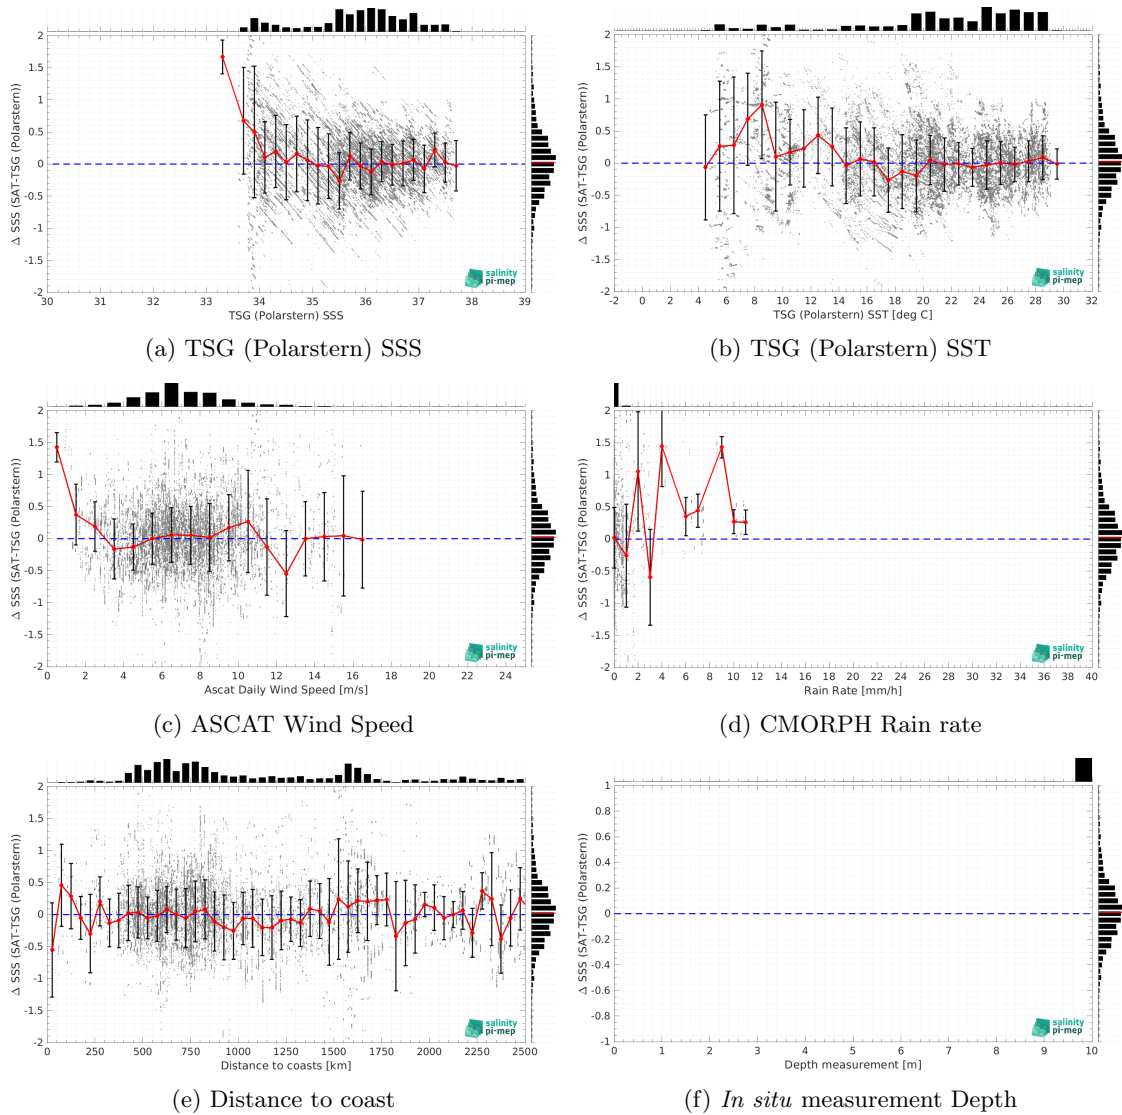 Δ SSS (SAT-TSG (Polarstern))
2
1.5
1
0.5
0
-0.5
-1
-1.5
-2
30 31 32 33 34 35 36 37 38 39
TSG (Polarstern) SSS
salinity
pi-mep
(a) TSG (Polarstern) SSS
Δ SSS (SAT-TSG (Polarstern))
2
1.5
1
0.5
0
-0.5
-1
-1.5
-2
-2 0 2 4 6 8 10 12 14 16 18 20 22 24 26 28 30 32
TSG (Polarstern) SST [deg C]
salinity
pi-mep
(b) TSG (Polarstern) SST
Δ SSS (SAT-TSG (Polarstern))
2
1.5
1
0.5
0
-0.5
-1
-1.5
-2
0 2 4 6 8 10 12 14 16 18 20 22 24
Ascat Daily Wind Speed [m/s]
salinity
pi-mep
(c) ASCAT Wind Speed
Δ SSS (SAT-TSG (Polarstern))
2
1.5
1
0.5
0
-0.5
-1
-1.5
-2
0 2 4 6 8 10 12 14 16 18 20 22 24 26 28 30 32 34 36 38 40
Rain Rate [mm/h]
salinity
pi-mep
(d) CMORPH Rain rate
Δ SSS (SAT-TSG (Polarstern))
2
1.5
1
0.5
0
-0.5
-1
-1.5
-2
0 250 500 750 1000 1250 1500 1750 2000 2250 2500
Distance to coasts [km]
salinity
pi-mep
(e) Distance to coast
Δ SSS (SAT-TSG (Polarstern))
1
0.8
0.6
0.4
0.2
0
-0.2
-0.4
-0.6
-0.8
-1
0 1 2 3 4 5 6 7 8 9 10
Depth measurement [m]
salinity
pi-mep
(f) In situ measurement Depth